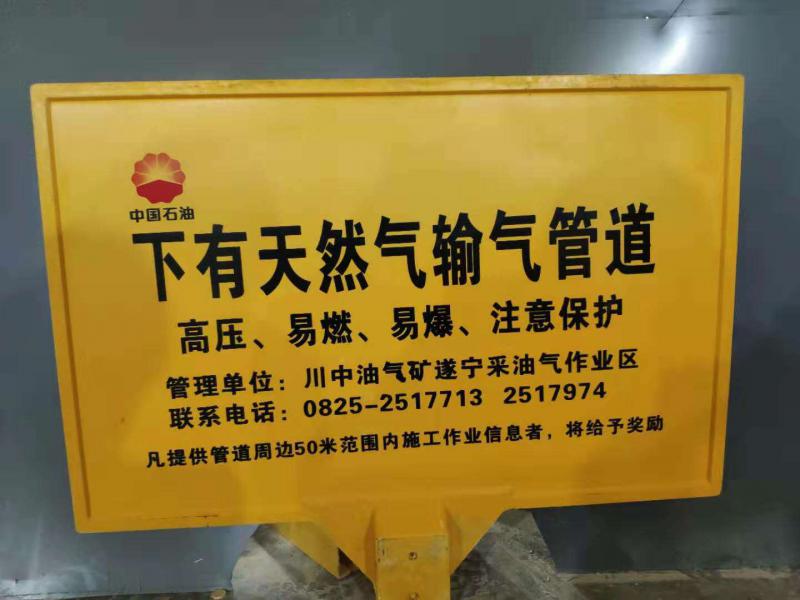 中国石油
下有天然气输气管道
高压、易燃、易爆、注意保护
管理单位：川中油气矿遂宁采油气作业区
联系电话：0825-2517713 2517974
凡提供管道周边50米范围内施工作业信息者，将给予奖励